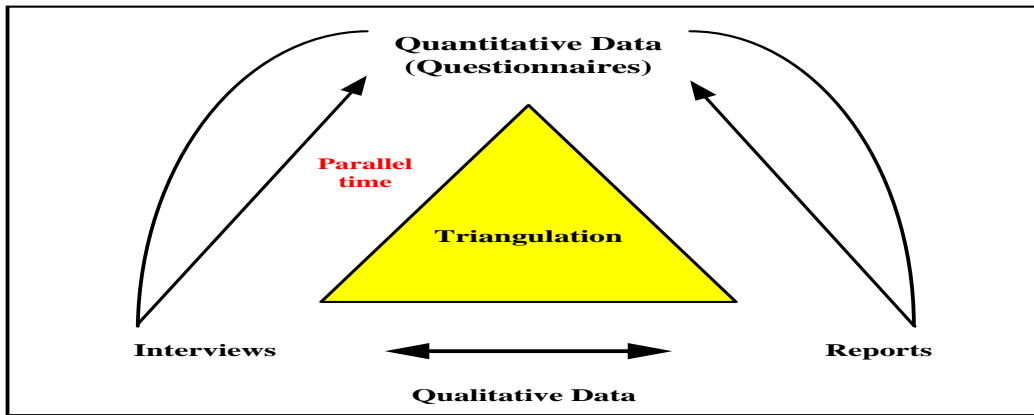 Quantitative Data
(Questionnaires)
Parallel
time
Triangulation
Interviews
Reports
Qualitative Data